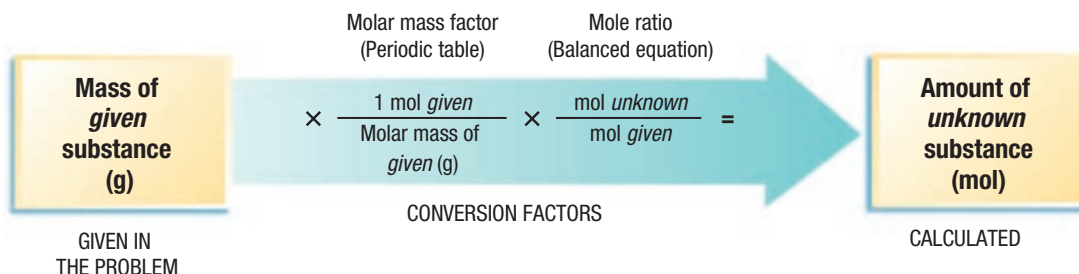 Molar mass factor
(Periodic table)
Mole ratio
(Balanced equation)
Mass of
given
substance
(g)
× 1 mol given / Molar mass of given (g) × mol unknown / mol given =
Amount of
unknown
substance
(mol)
CONVERSION FACTORS
GIVEN IN
THE PROBLEM
CALCULATED